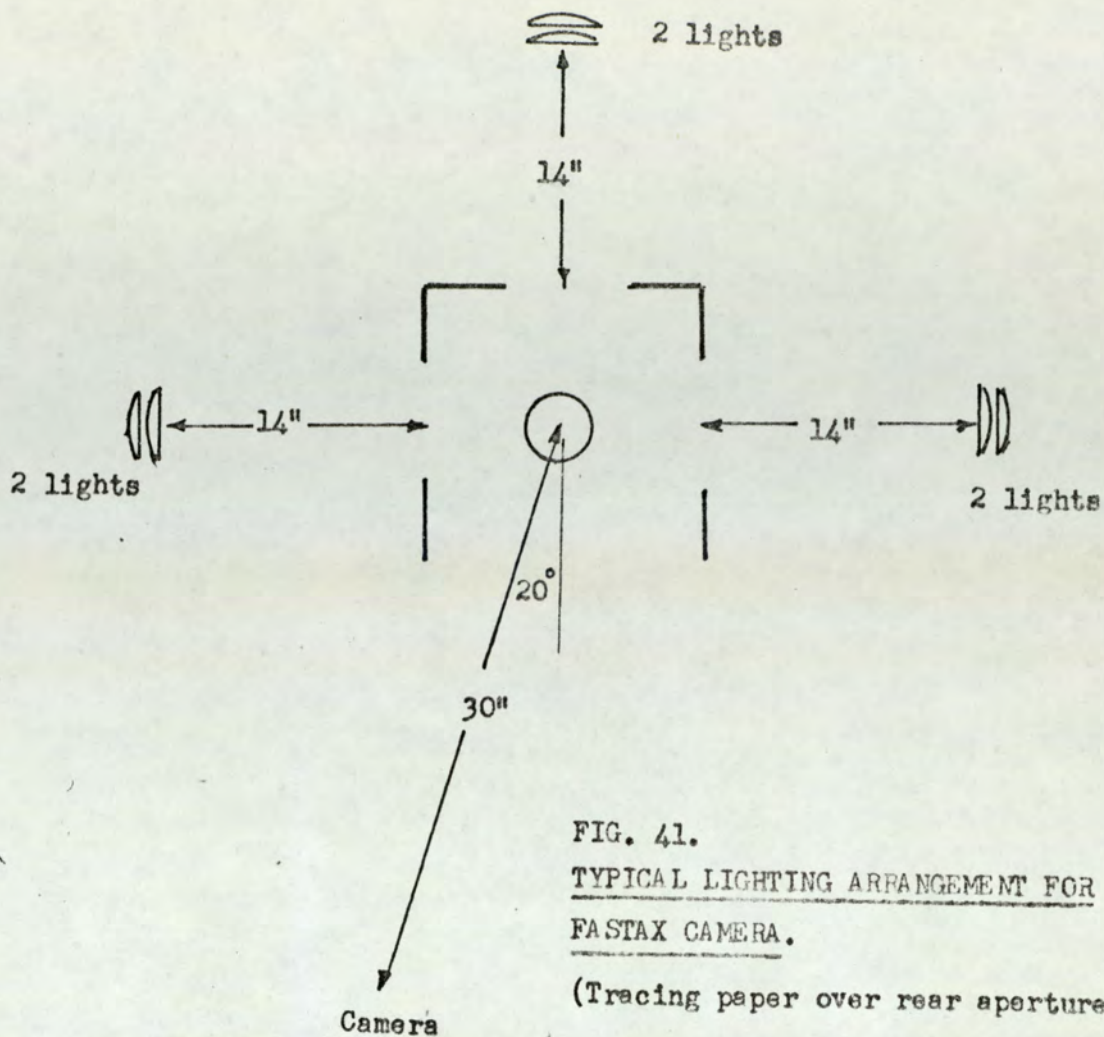 2 lights
14"
14"
14"
2 lights
2 lights
20°
30"
FIG. 41.
TYPICAL LIGHTING ARRANGEMENT FOR
FASTAX CAMERA.
(Tracing paper over rear aperture
Camera